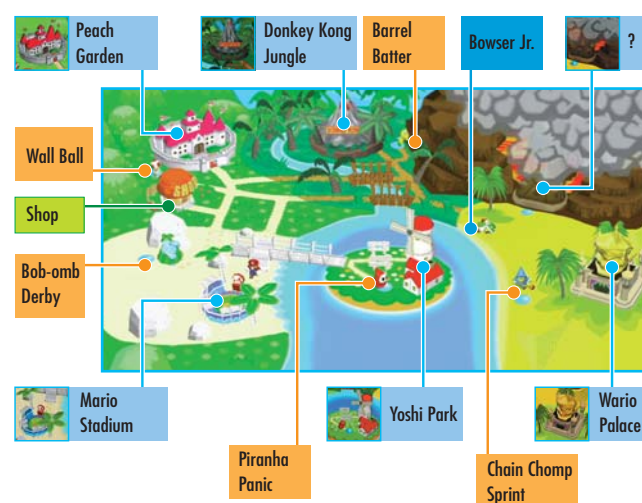 Peach
Garden
Donkey Kong
Jungle
Barrel
Batter
Bowser Jr.
?
Wall Ball
Shop
SHOP
Bob-omb
Derby
Mario
Stadium
Piranha
Panic
Yoshi Park
Chain Chomp
Sprint
Wario
Palace